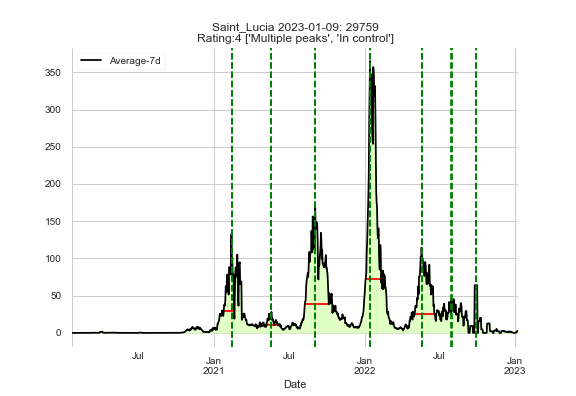 Saint_Lucia 2023-01-09: 29759
Rating:4 ['Multiple peaks', 'In control']
Average-7d
350
300
250
200
150
100
50
0
Jul
Jan
2021
Jul
Jan
2022
Jul
Jan
2023
Date